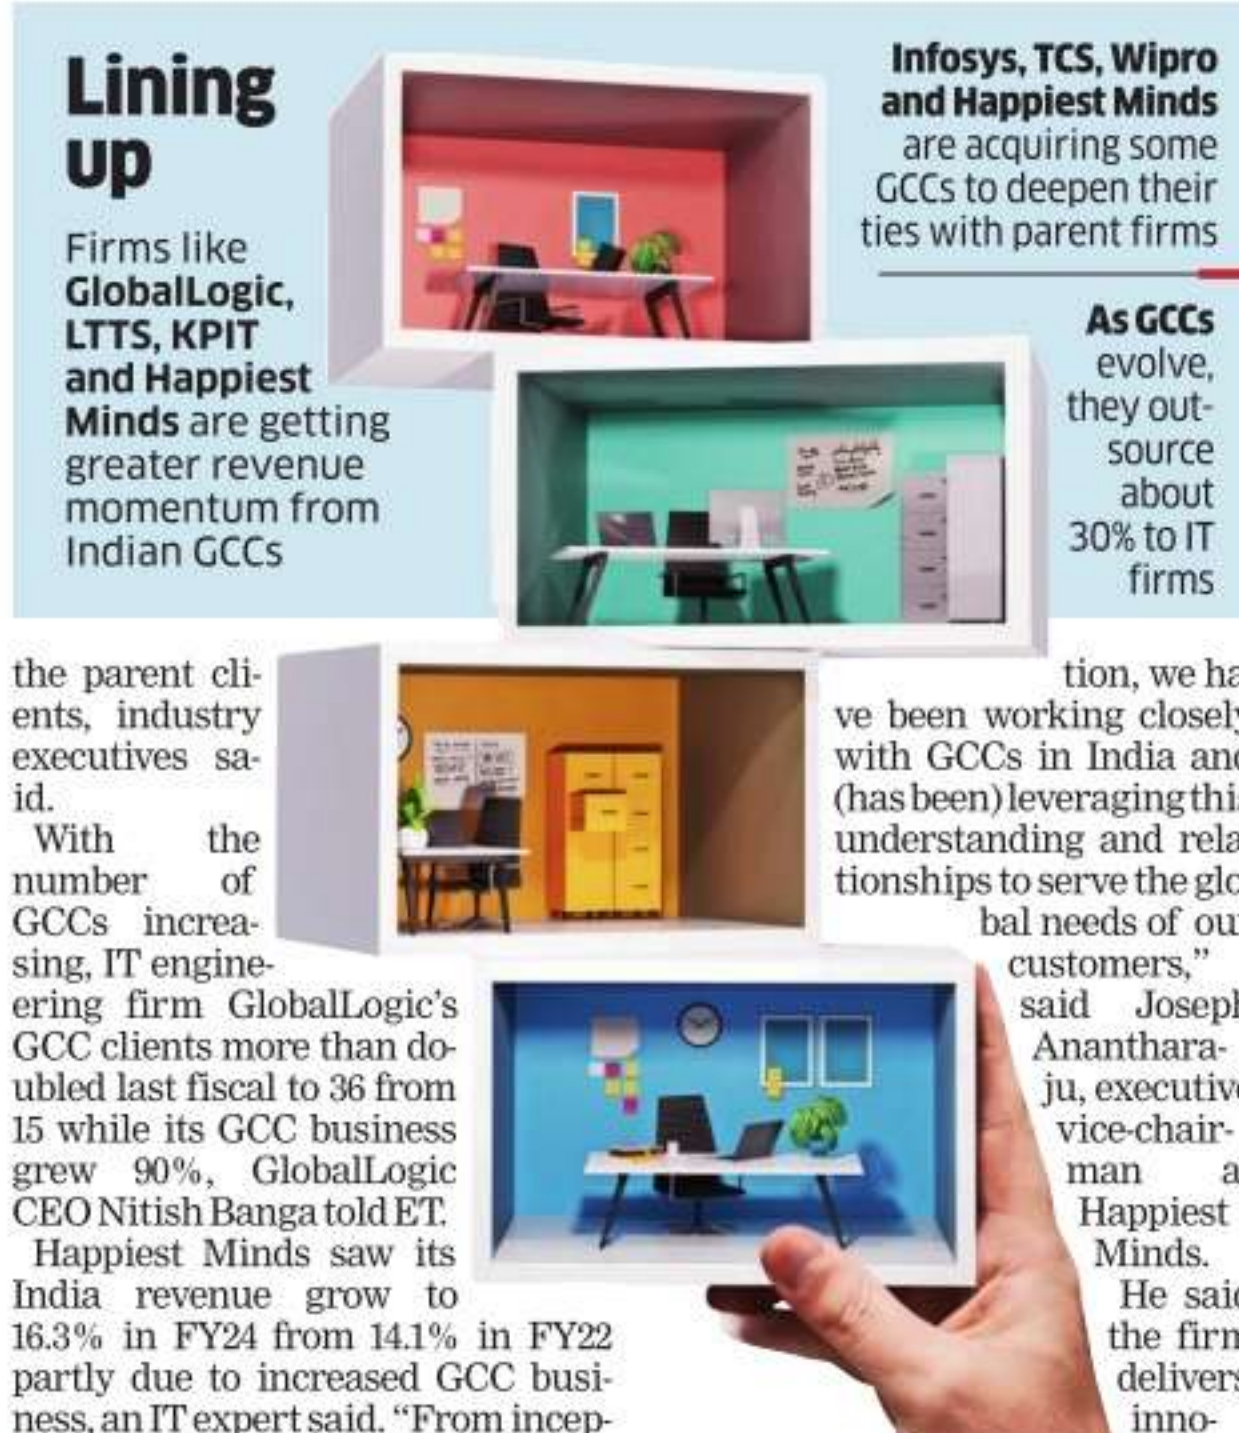 Lining
up
Firms like
GlobalLogic,
LTTS, KPIT
and Happiest
Minds are getting
greater revenue
momentum from
Indian GCCs
Infosys, TCS, Wipro
and Happiest Minds
are acquiring some
GCCs to deepen their
ties with parent firms
As GCCs
evolve,
they out-
source
about
30% to IT
firms
the parent cli-
ents, industry
executives sa-
id.
With the
number of
GCCs increa-
sing, IT engine-
ering firm GlobalLogic's
GCC clients more than do-
ubled last fiscal to 36 from
15 while its GCC business
grew 90%, GlobalLogic
CEO Nitish Banga told ET.
Happiest Minds saw its
India revenue grow to
16.3% in FY24 from 14.1% in FY22
partly due to increased GCC busi-
ness, an IT expert said. “From incep-
tion, we ha
ve been working closely
with GCCs in India and
(has been) leveraging this
understanding and rela
tionships to serve the glo
bal needs of our
customers,”
said Joseph
Ananthara-
ju, executive
vice-chair-
man a
Happiest
Minds.
He said
the firm
delivers
inno-